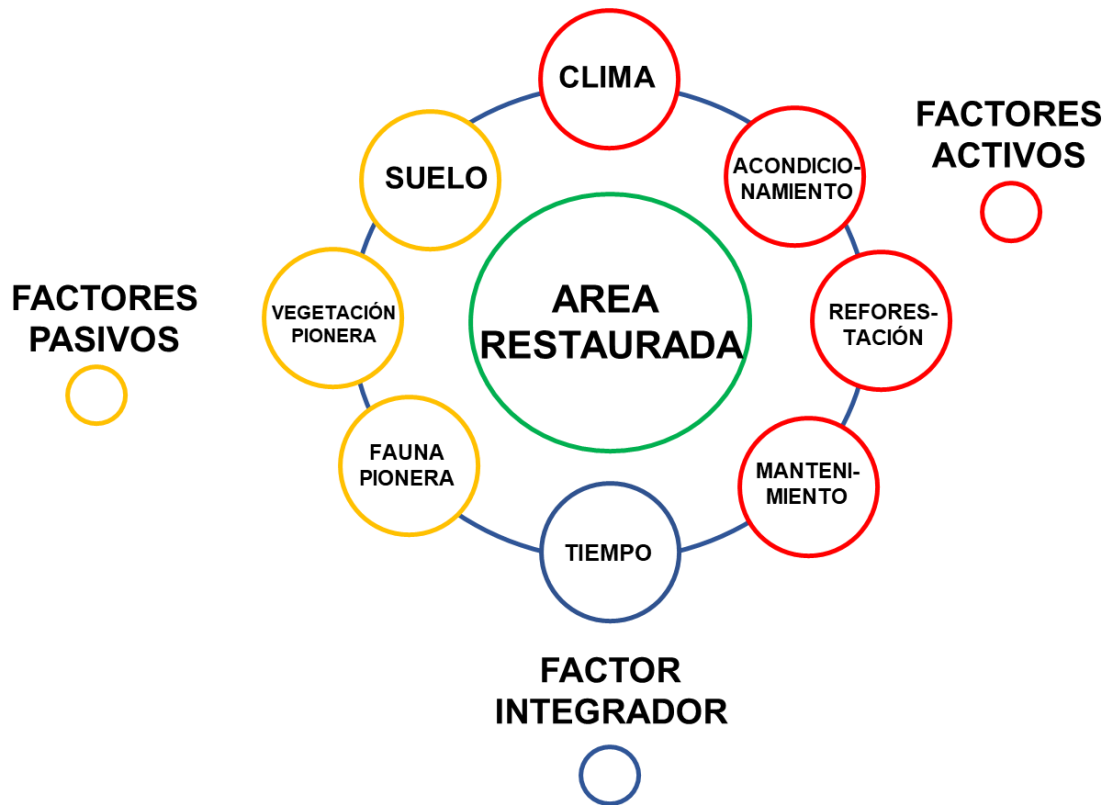 CLIMA
FACTORES
ACTIVOS
ACONDICIO-
NAMIENTO
SUELO
FACTORES
PASIVOS
VEGETACIÓN
PIONERA
AREA
RESTAURADA
REFORES-
TACIÓN
FAUNA
PIONERA
MANTENI-
MIENTO
TIEMPO
FACTOR
INTEGRADOR